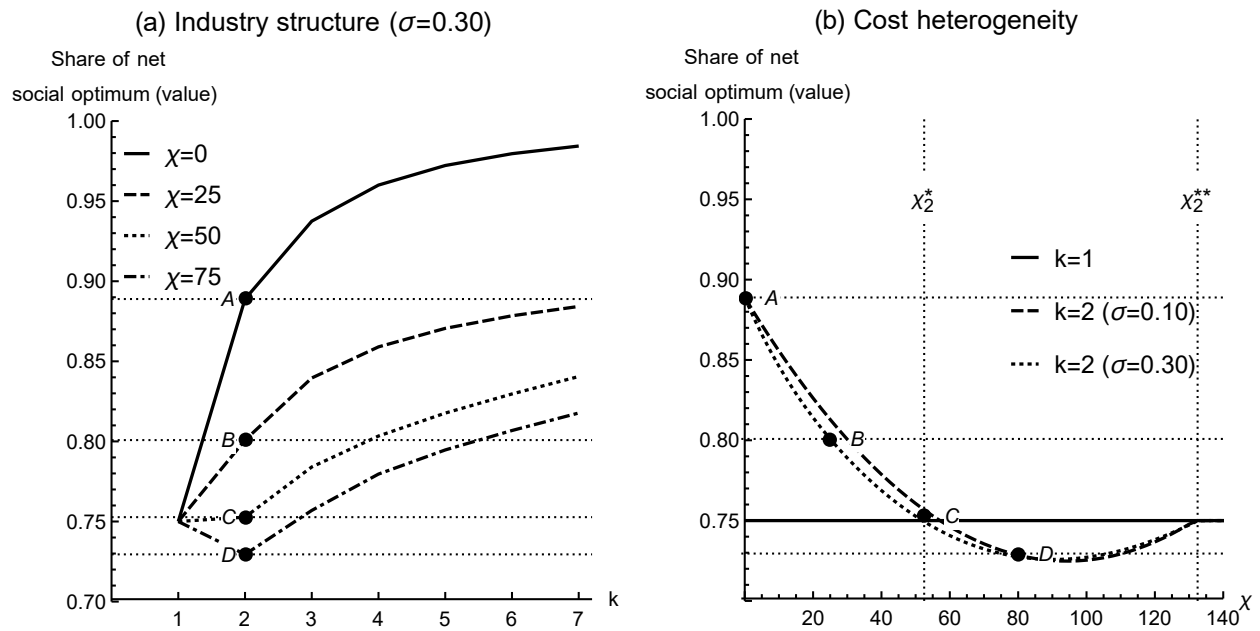 (a) Industry structure (σ=0.30)
Share of net
social optimum (value)
1.00
0.95
0.90
0.85
0.80
0.75
0.70
χ=0
χ=25
χ=50
χ=75
A
B
C
D
1 2 3 4 5 6 7
k
(b) Cost heterogeneity
Share of net
social optimum (value)
1.00
0.95
0.90
0.85
0.80
0.75
χ₂*
χ₂**
k=1
k=2 (σ=0.10)
k=2 (σ=0.30)
A
B
C
D
20 40 60 80 100 120 140
χ